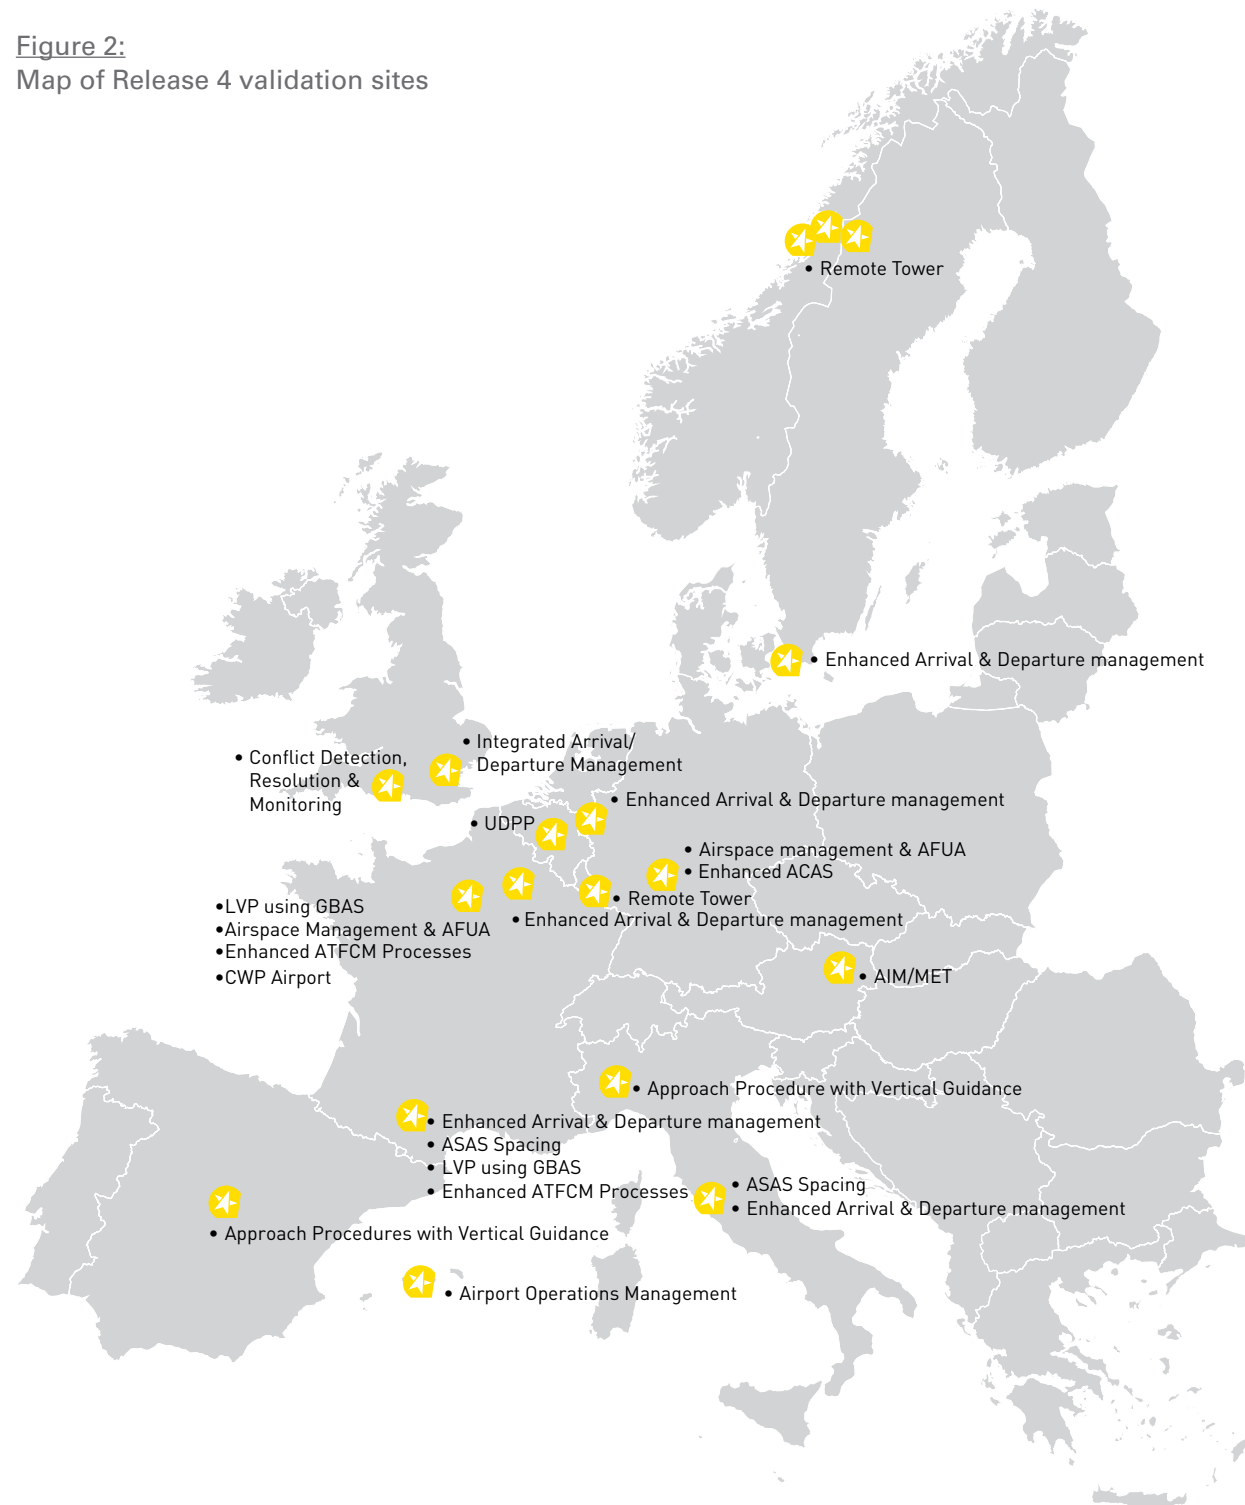 Figure 2:
Map of Release 4 validation sites
• Remote Tower
• Enhanced Arrival & Departure management
• Integrated Arrival/
Departure Management
• Conflict Detection,
Resolution &
Monitoring
• Enhanced Arrival & Departure management
• UDPP
• Airspace management & AFUA
• Enhanced ACAS
• Remote Tower
• Enhanced Arrival & Departure management
•LVP using GBAS
•Airspace Management & AFUA
•Enhanced ATFCM Processes
•CWP Airport
• AIM/MET
• Approach Procedure with Vertical Guidance
• Enhanced Arrival & Departure management
• ASAS Spacing
• LVP using GBAS
• Enhanced ATFCM Processes
• ASAS Spacing
• Enhanced Arrival & Departure management
• Approach Procedures with Vertical Guidance
• Airport Operations Management